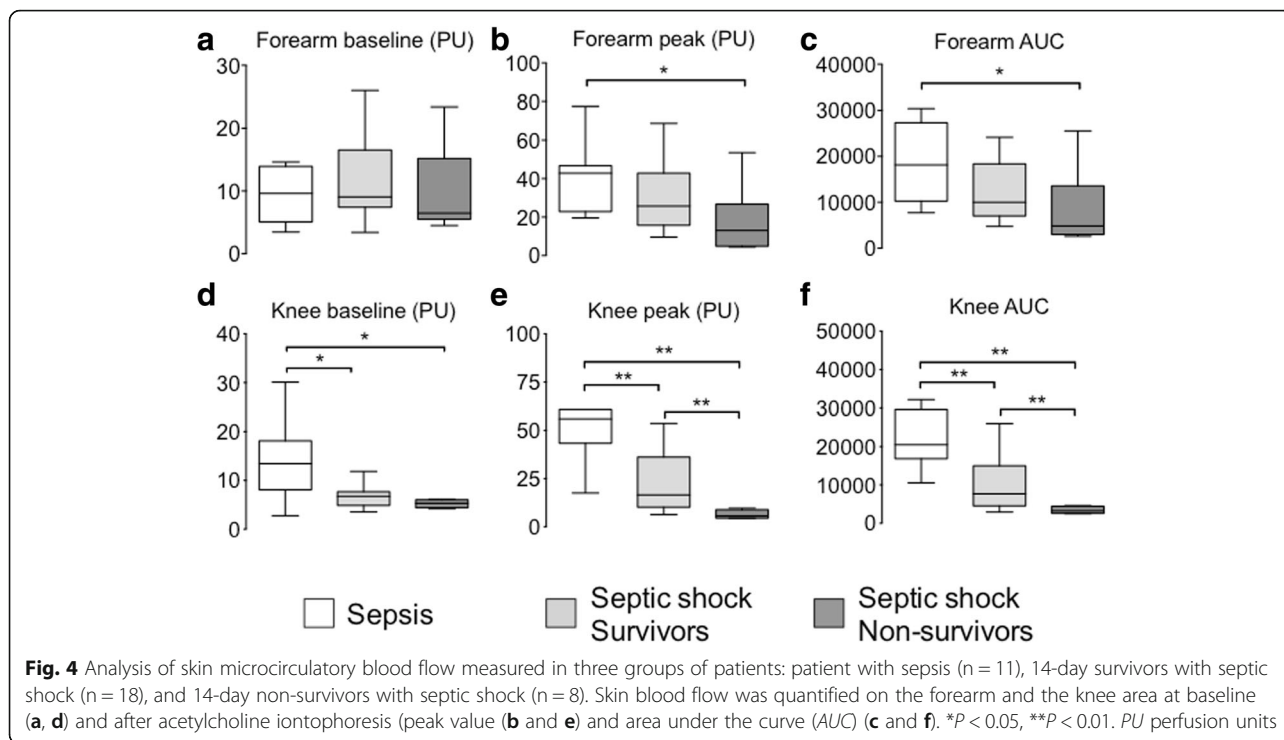 a Forearm baseline (PU)
30
20
10
0
b Forearm peak (PU)
100
80
60
40
20
0
*
c Forearm AUC
40000
30000
20000
10000
0
*
d Knee baseline (PU)
40
30
20
10
0
*
*
e Knee peak (PU)
100
75
50
25
0
**
**
**
f Knee AUC
50000
40000
30000
20000
10000
0
**
**
**
Sepsis
Septic shock
Survivors
Septic shock
Non-survivors
Fig. 4 Analysis of skin microcirculatory blood flow measured in three groups of patients: patient with sepsis (n = 11), 14-day survivors with septic
shock (n = 18), and 14-day non-survivors with septic shock (n = 8). Skin blood flow was quantified on the forearm and the knee area at baseline
(a, d) and after acetylcholine iontophoresis (peak value (b and e) and area under the curve (AUC) (c and f). *P < 0.05, **P < 0.01. PU perfusion units